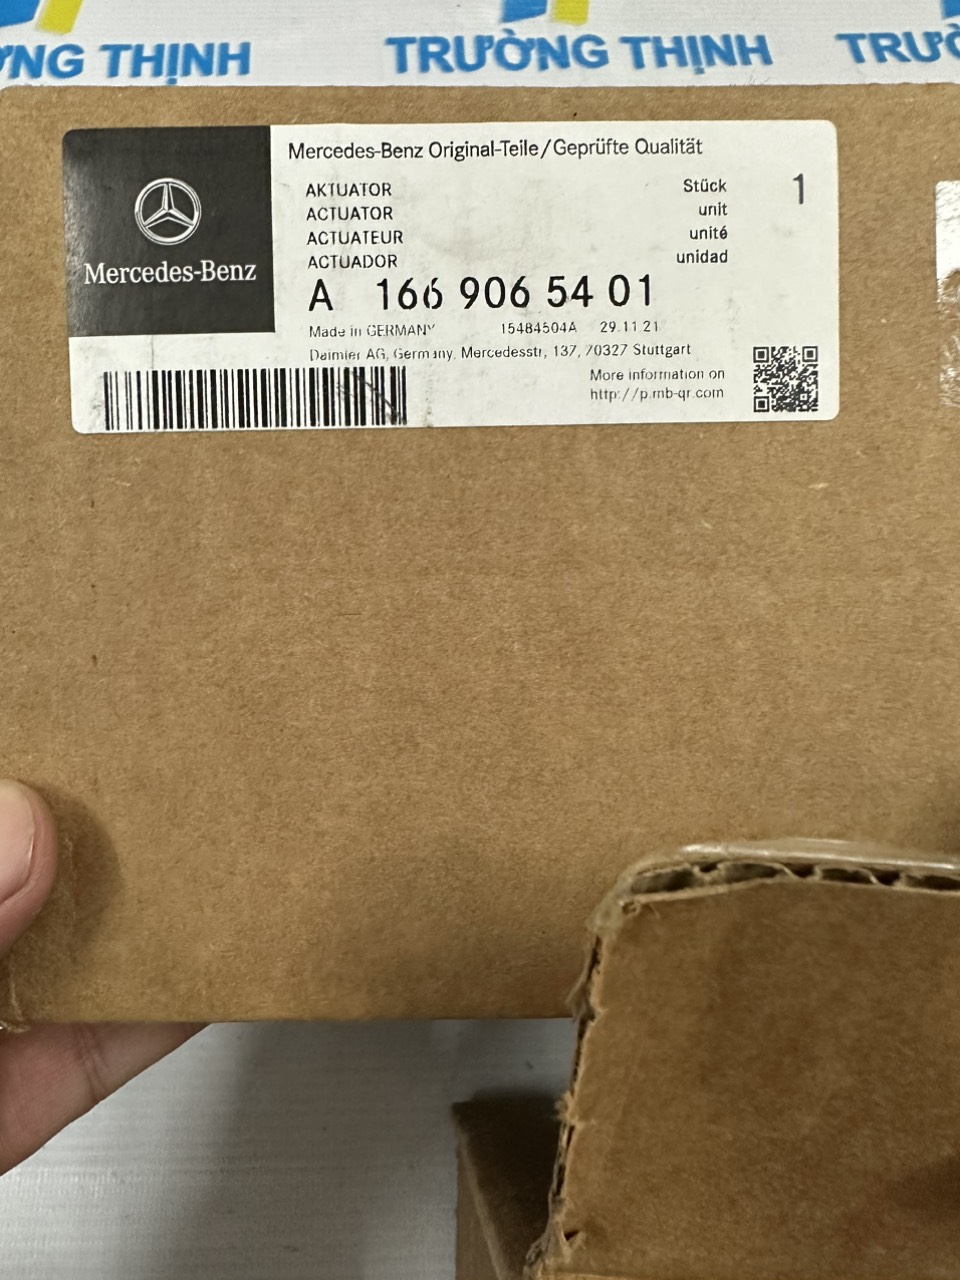 ỜNG THỊNH TRƯỜNG THỊNH TRƯ
Mercedes-Benz Original-Teile/Geprüfte Qualität
AKTUATOR Stück 1
ACTUATOR unit
ACTUATEUR unité
ACTUADOR unidad
Mercedes-Benz
A 166 906 54 01
Made in GERMANY 15484504A 29.11.21
Daimler AG, Germany, Mercedesstr, 137, 70327 Stuttgart
More information on
http://p.mb-qr.com